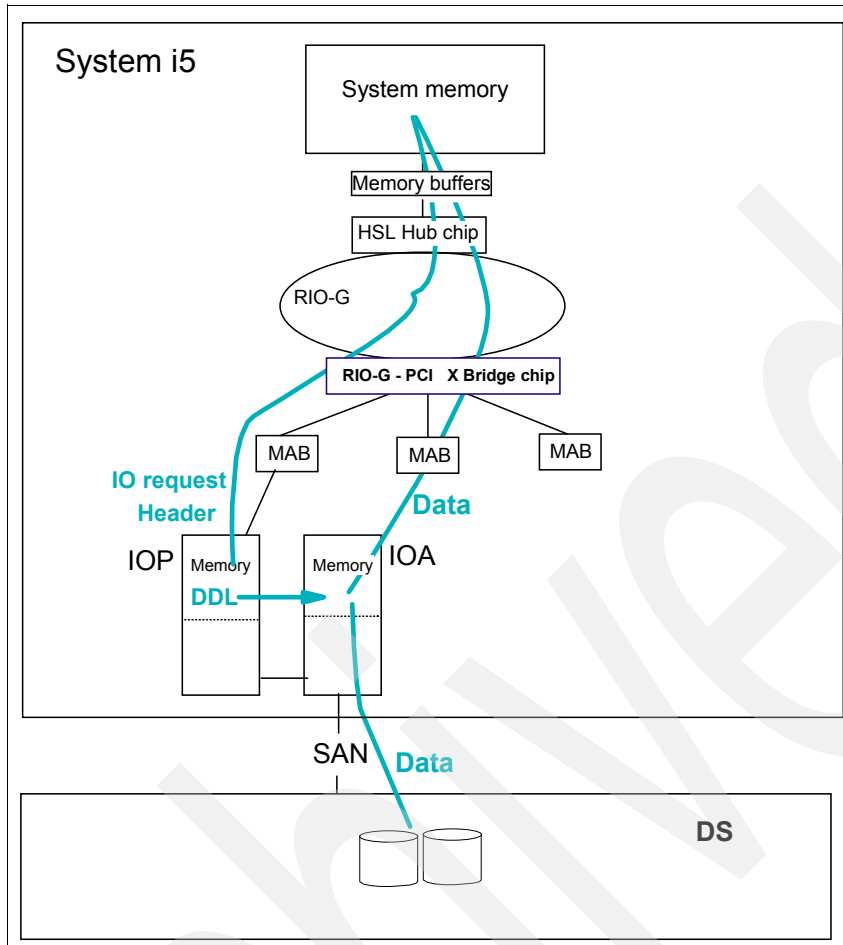 System i5
System memory
Memory buffers
HSL Hub chip
RIO-G
RIO-G - PCI X Bridge chip
MAB
MAB
MAB
IO request
Header
Data
IOP
Memory
Memory
IOA
DDL
SAN
Data
DS